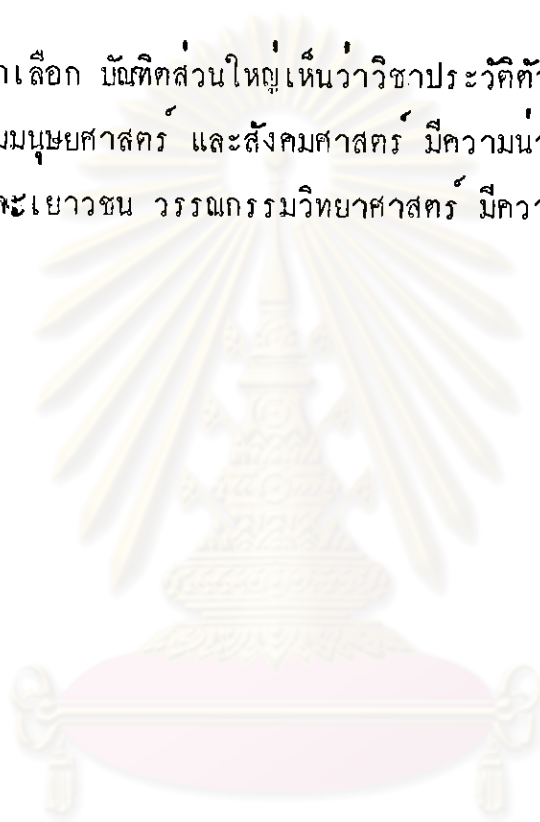 เลือก บัณฑิตส่วนใหญ่เห็นว่าวิชาประวัติ
มนุษยศาสตร์ และสังคมศาสตร์ มีความน่า
และเยาวชน วรรณกรรมวิทยาศาสตร์ มีควา